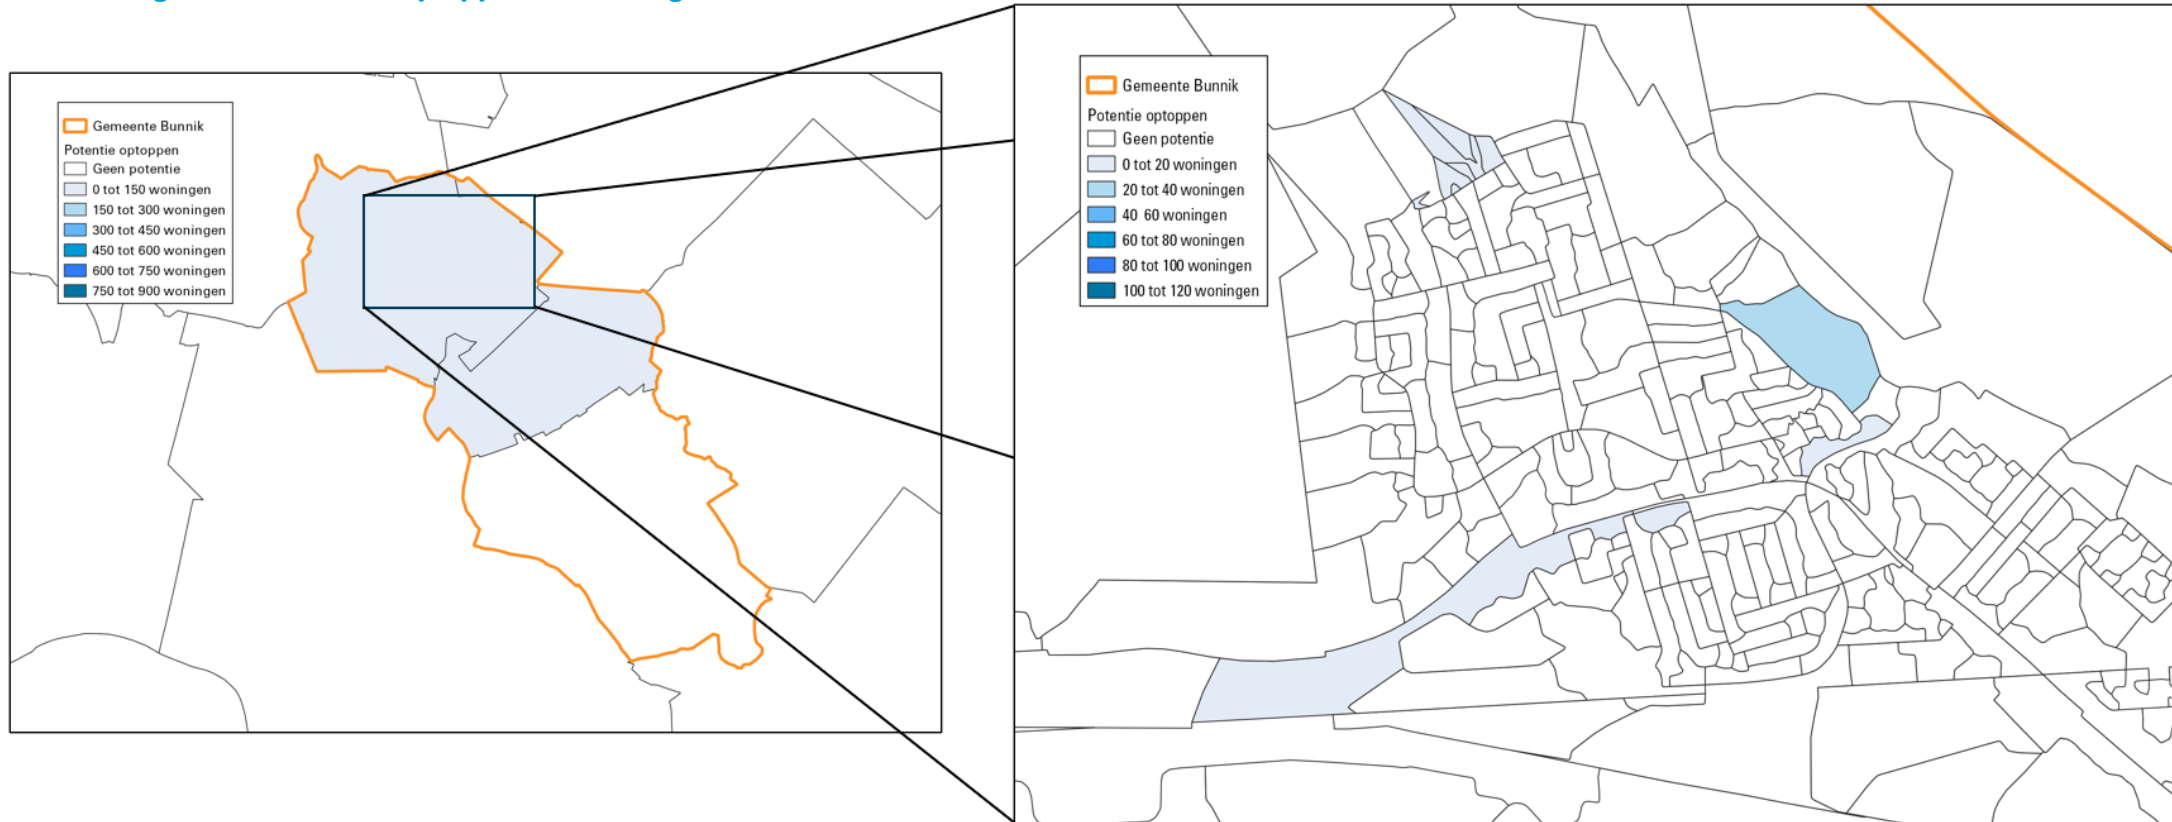 Gemeente Bunnik
Potentie optoppen
Geen potentie
0 tot 150 woningen
150 tot 300 woningen
300 tot 450 woningen
450 tot 600 woningen
600 tot 750 woningen
750 tot 900 woningen
Gemeente Bunnik
Potentie optoppen
Geen potentie
0 tot 20 woningen
20 tot 40 woningen
40 60 woningen
60 tot 80 woningen
80 tot 100 woningen
100 tot 120 woningen